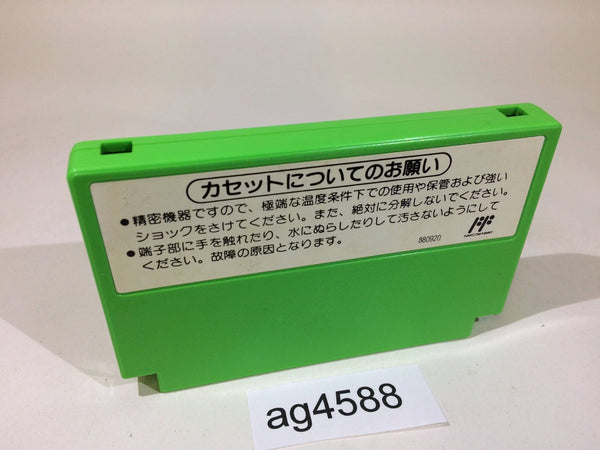 カセットについてのお願い
●精密機器ですので、極端な温度条件下での使用や保管および強い
ショックをさけてください。また、絶対に分解しないでください。
●端子部に手を触れたり、水にぬらしたりして汚さないようにして
ください。故障の原因となります。
880920
ag4588